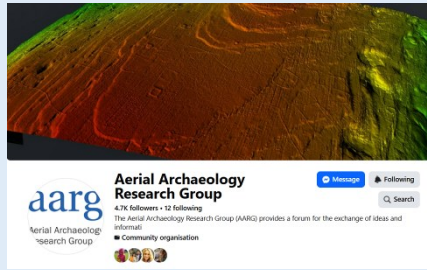 aarg
Aerial Archaeology
Research Group
Aerial Archaeology
Research Group
Message
Following
Search
4.7K followers • 12 following
The Aerial Archaeology Research Group (AARG) provides a forum for the exchange of ideas and
informati
Community organisation